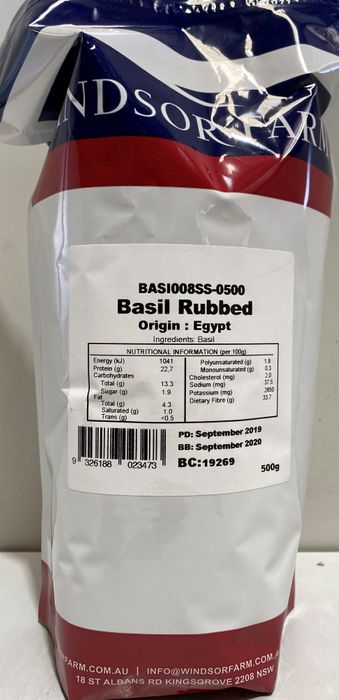 WINDSOR FARM
BASI008SS-0500
Basil Rubbed
Origin : Egypt
Ingredients: Basil
NUTRITIONAL INFORMATION (per 100g)
Energy (kJ) 1041
Protein (g) 22.7
Carbohydrates
Total (g) 13.3
Sugar (g) 1.9
Fat
Total (g) 4.3
Saturated (g) 1.0
Trans (g) <0.5
Polyunsaturated (g) 1.9
Monounsaturated (g) 0.3
Cholesterol (mg) 2.0
Sodium (mg) 37.5
Potassium (mg) 2650
Dietary Fibre (g) 33.7
PD: September 2019
BB: September 2020
BC:19269
500g
9 326188 023473
SORFARM.COM.AU | INFO@WINDSORFARM.COM.A
18 ST ALBANS RD KINGSGROVE 2208 NSW